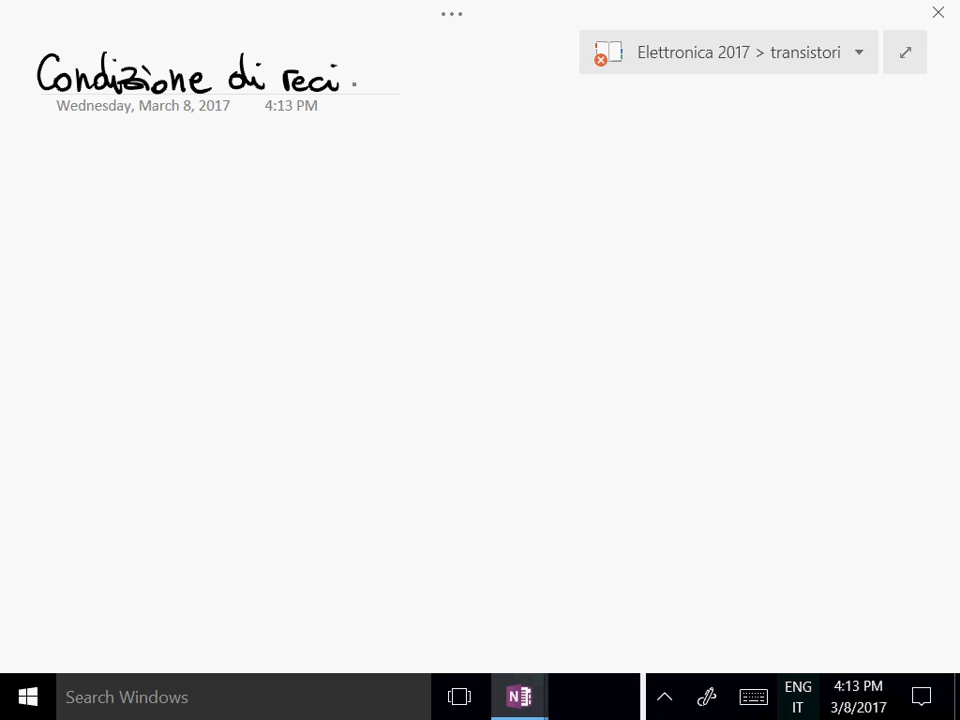 Elettronica 2017 > transistori
Condizione di reci
Wednesday, March 8, 2017 4:13 PM
Search Windows
N
ENG
IT
4:13 PM
3/8/2017